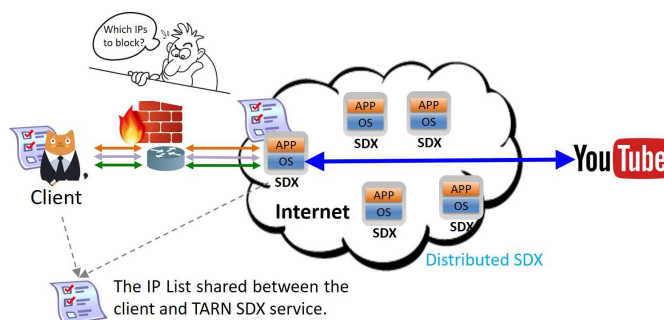 Which IPs
to block?
APP
OS
SDX
APP
OS
SDX
APP
OS
SDX
YouTube
Client
Internet
APP
OS
SDX
APP
OS
SDX
Distributed SDX
The IP List shared between the
client and TARN SDX service.